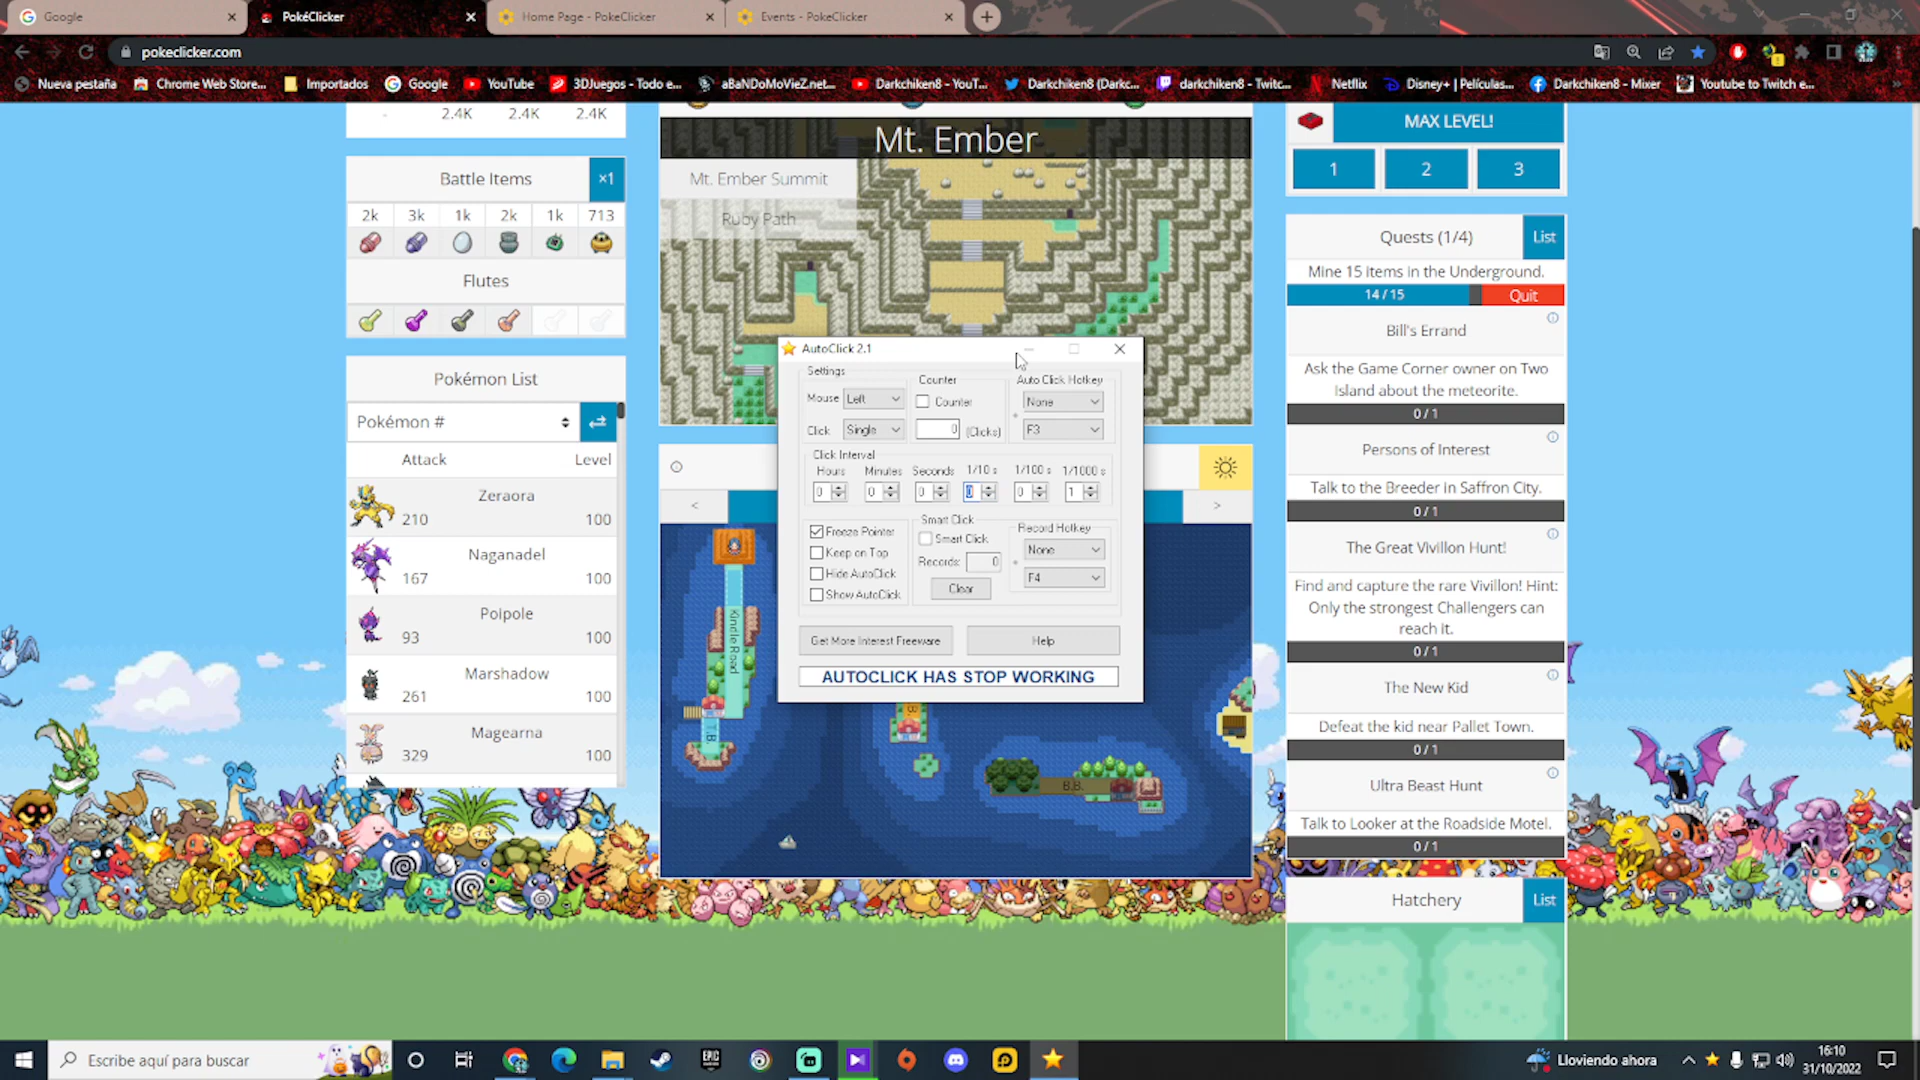 Google
PokéClicker
Home Page - PokeClicker
Events - PokeClicker
pokeclicker.com
Nueva pestaña
Chrome Web Store...
Importados
Google
YouTube
3DJuegos - Todo e...
aBaNDoMoVieZ.net...
Darkchiken8 - YouT...
Darkchiken8 (Darkc...
darkchiken8 - Twitc...
Netflix
Disney+ | Películas...
Darkchiken8 - Mixer
Youtube to Twitch e...
- 2.4K 2.4K 2.4K
Battle Items ×1
2k 3k 1k 2k 1k 713
Flutes
Pokémon List
Pokémon #
Attack Level
Zeraora
210 100
Naganadel
167 100
Poipole
93 100
Marshadow
261 100
Magearna
329 100
Mt. Ember
Mt. Ember Summit
Ruby Path
< >
Kindle Road
T.B.
B.B.
AutoClick 2.1
Settings
Mouse Left
Click Single
Counter
Counter
0 (Clicks)
Auto Click Hotkey
None
+
F3
Click Interval
Hours Minutes Seconds 1/10 s 1/100 s 1/1000 s
0 0 0 0 0 1
Freeze Pointer
Keep on Top
Hide AutoClick
Show AutoClick
Smart Click
Smart Click
Records: 0
Clear
Record Hotkey
None
+
F4
Get More Interest Freeware
Help
AUTOCLICK HAS STOP WORKING
MAX LEVEL!
1 2 3
Quests (1/4) List
Mine 15 items in the Underground.
14 / 15 Quit
Bill's Errand
Ask the Game Corner owner on Two
Island about the meteorite.
0 / 1
Persons of Interest
Talk to the Breeder in Saffron City.
0 / 1
The Great Vivillon Hunt!
Find and capture the rare Vivillon! Hint:
Only the strongest Challengers can
reach it.
0 / 1
The New Kid
Defeat the kid near Pallet Town.
0 / 1
Ultra Beast Hunt
Talk to Looker at the Roadside Motel.
0 / 1
Hatchery List
Escribe aquí para buscar
EPIC
Lloviendo ahora
16:10
31/10/2022